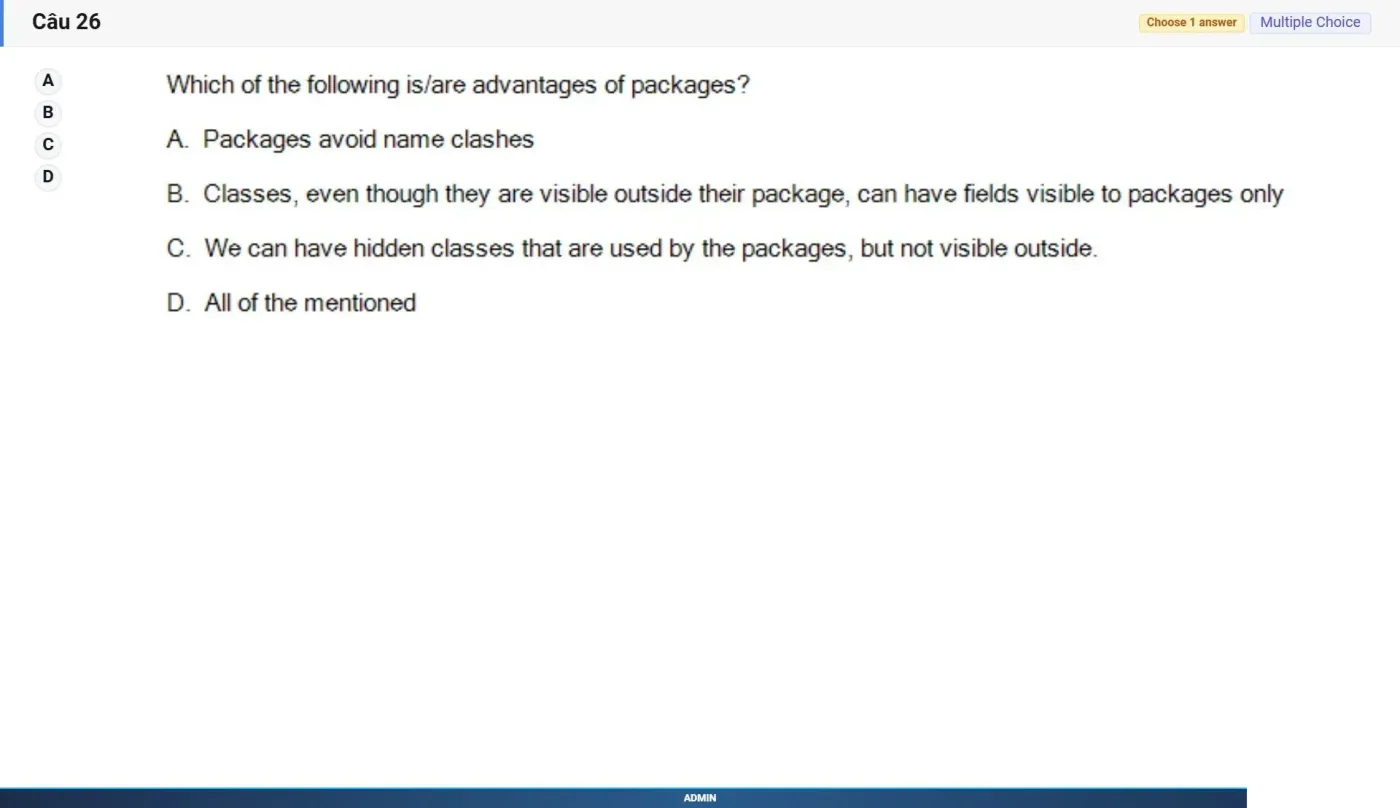 Câu 26
Choose 1 answer
Multiple Choice
A
B
C
D
Which of the following is/are advantages of packages?
A. Packages avoid name clashes
B. Classes, even though they are visible outside their package, can have fields visible to packages only
C. We can have hidden classes that are used by the packages, but not visible outside.
D. All of the mentioned
ADMIN